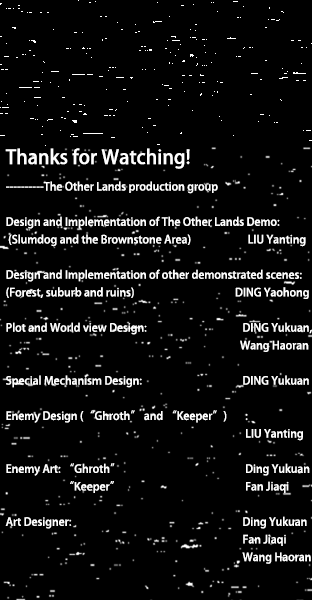 Thanks for Watching!
----------The Other Lands production group
Design and Implementation of The Other Lands Demo:
(Slumdog and the Brownstone Area) LIU Yanting
Design and Implementation of other demonstrated scenes:
(Forest, suburb and ruins) DING Yaohong
Plot and World view Design: DING Yukuan,
Wang Haoran
Special Mechanism Design: DING Yukuan
Enemy Design (“Ghroth” and “Keeper”) :
LIU Yanting
Enemy Art: “Ghroth” Ding Yukuan
“Keeper” Fan Jiaqi
Art Designer: Ding Yukuan
Fan Jiaqi
Wang Haoran